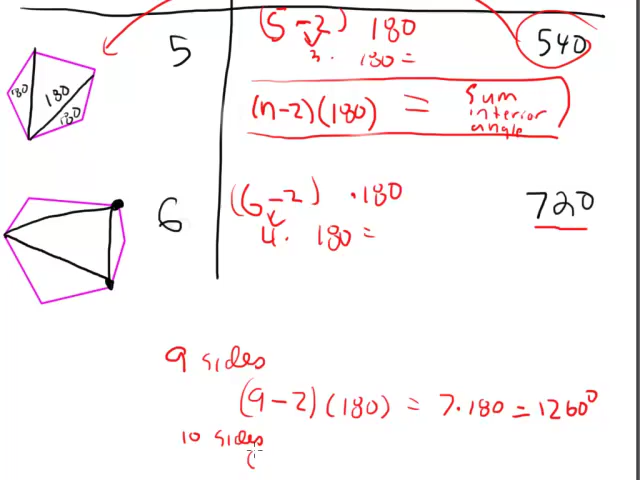 5
(5-2) 180
3 . 180 =
540
180
180
180
(n-2)(180) = sum interior angle
6
(6-2) .180
4. 180 =
720
9 sides
(9-2)(180) = 7.180 = 1260°
10 sides
(